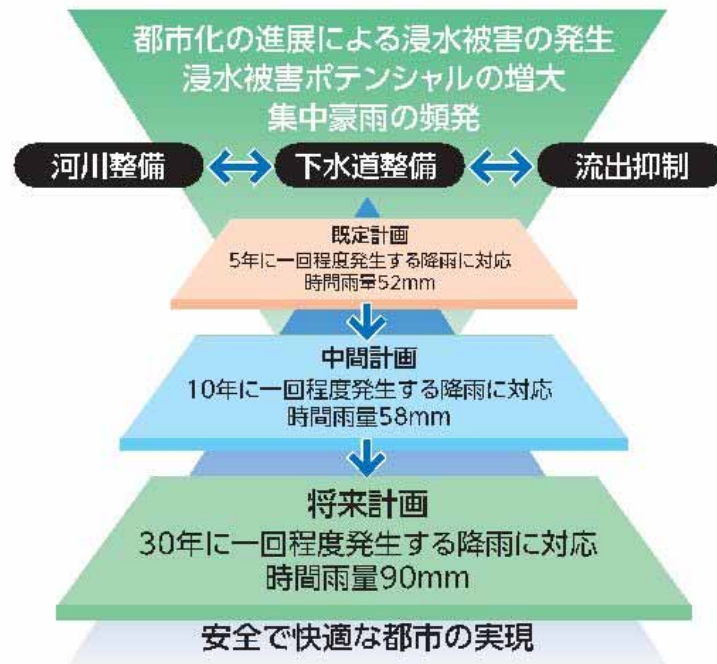 都市化の進展による浸水被害の発生
浸水被害ポテンシャルの増大
集中豪雨の頻発
河川整備
下水道整備
流出抑制
既定計画
5年に一回程度発生する降雨に対応
時間雨量52mm
中間計画
10年に一回程度発生する降雨に対応
時間雨量58mm
将来計画
30年に一回程度発生する降雨に対応
時間雨量90mm
安全で快適な都市の実現